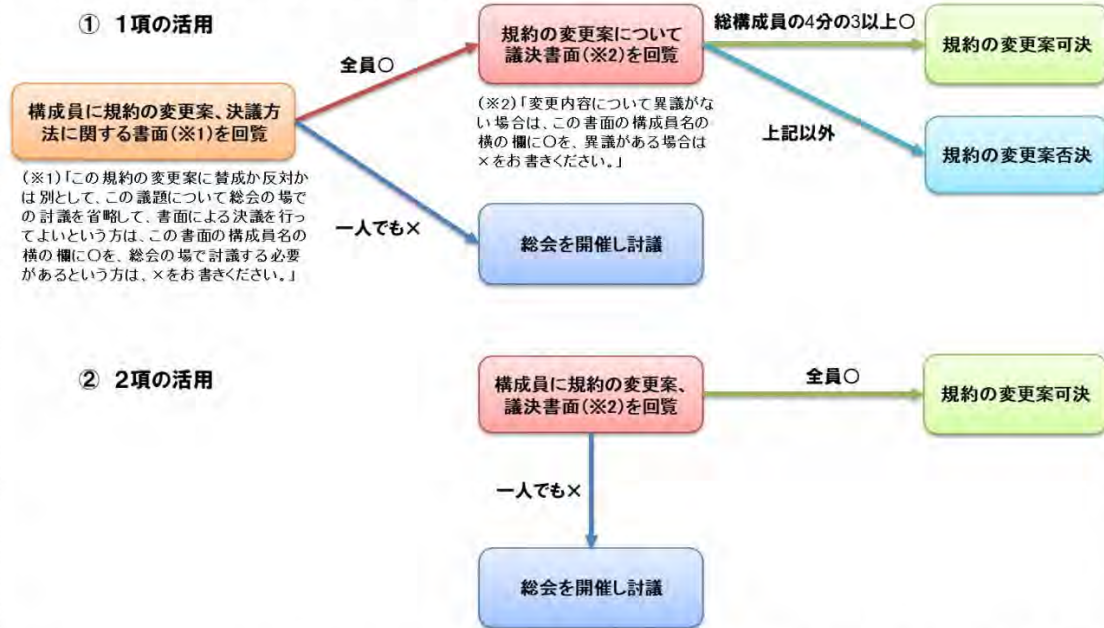 ① 1項の活用
構成員に規約の変更案、決議方
法に関する書面(※1)を回覧
(※1)「この規約の変更案に賛成か反対か
は別として、この議題について総会の場で
の討議を省略して、書面による決議を行っ
てよいという方は、この書面の構成員名の
横の欄に○を、総会の場で討議する必要
があるという方は、×をお書きください。」
全員○
一人でも×
規約の変更案について
議決書面(※2)を回覧
(※2)「変更内容について異議がな
い場合は、この書面の構成員名の
横の欄に○を、異議がある場合は
×をお書きください。」
総会を開催し討議
総構成員の4分の3以上○
上記以外
規約の変更案可決
規約の変更案否決
② 2項の活用
構成員に規約の変更案、
議決書面(※2)を回覧
全員○
規約の変更案可決
一人でも×
総会を開催し討議